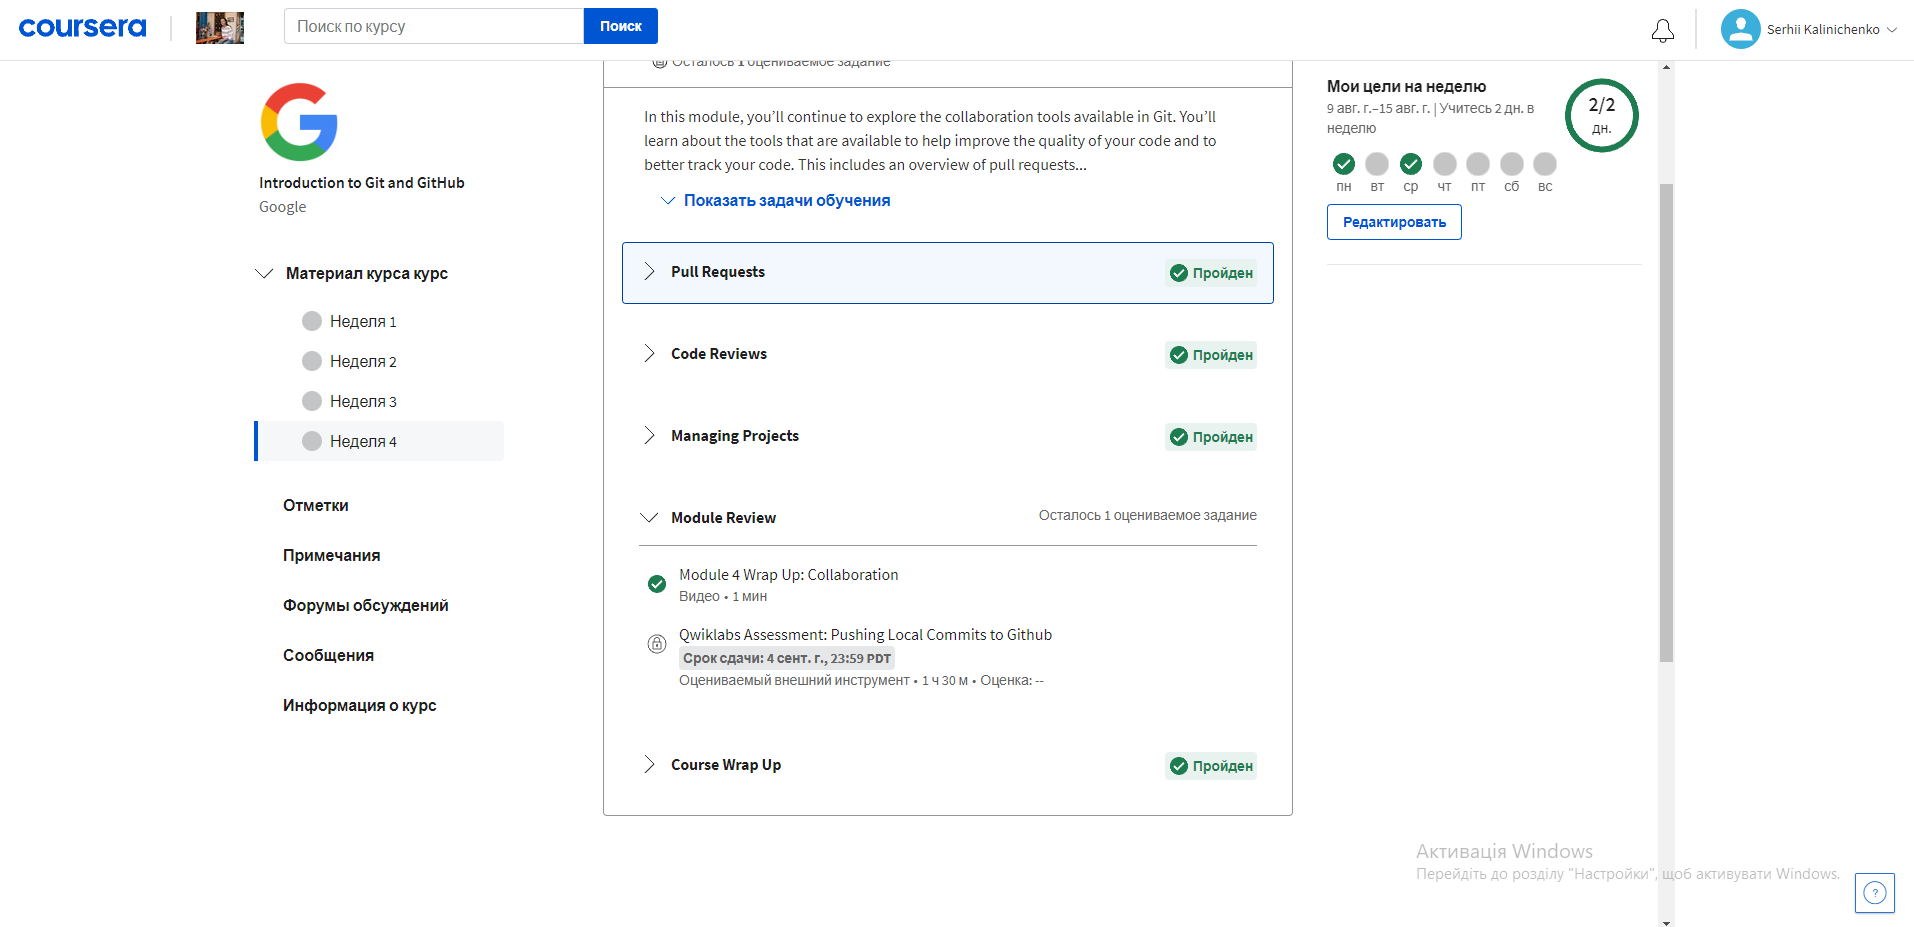 coursera
Поиск по курсу
Поиск
Serhii Kalinichenko
Introduction to Git and GitHub
Google
Материал курса курс
Неделя 1
Неделя 2
Неделя 3
Неделя 4
Отметки
Примечания
Форумы обсуждений
Сообщения
Информация о курс
Осталось 1 оцениваемое задание
In this module, you’ll continue to explore the collaboration tools available in Git. You’ll
learn about the tools that are available to help improve the quality of your code and to
better track your code. This includes an overview of pull requests...
Показать задачи обучения
Pull Requests Пройден
Code Reviews Пройден
Managing Projects Пройден
Module Review Осталось 1 оцениваемое задание
Module 4 Wrap Up: Collaboration
Видео • 1 мин
Qwiklabs Assessment: Pushing Local Commits to Github
Срок сдачи: 4 сент. г., 23:59 PDT
Оцениваемый внешний инструмент • 1 ч 30 м • Оценка: --
Course Wrap Up Пройден
Мои цели на неделю
9 авг. г.–15 авг. г. | Учитесь 2 дн. в
неделю
2/2
дн.
пн вт ср чт пт сб вс
Редактировать
Активація Windows
Перейдіть до розділу "Настройки", щоб активувати Windows.
?